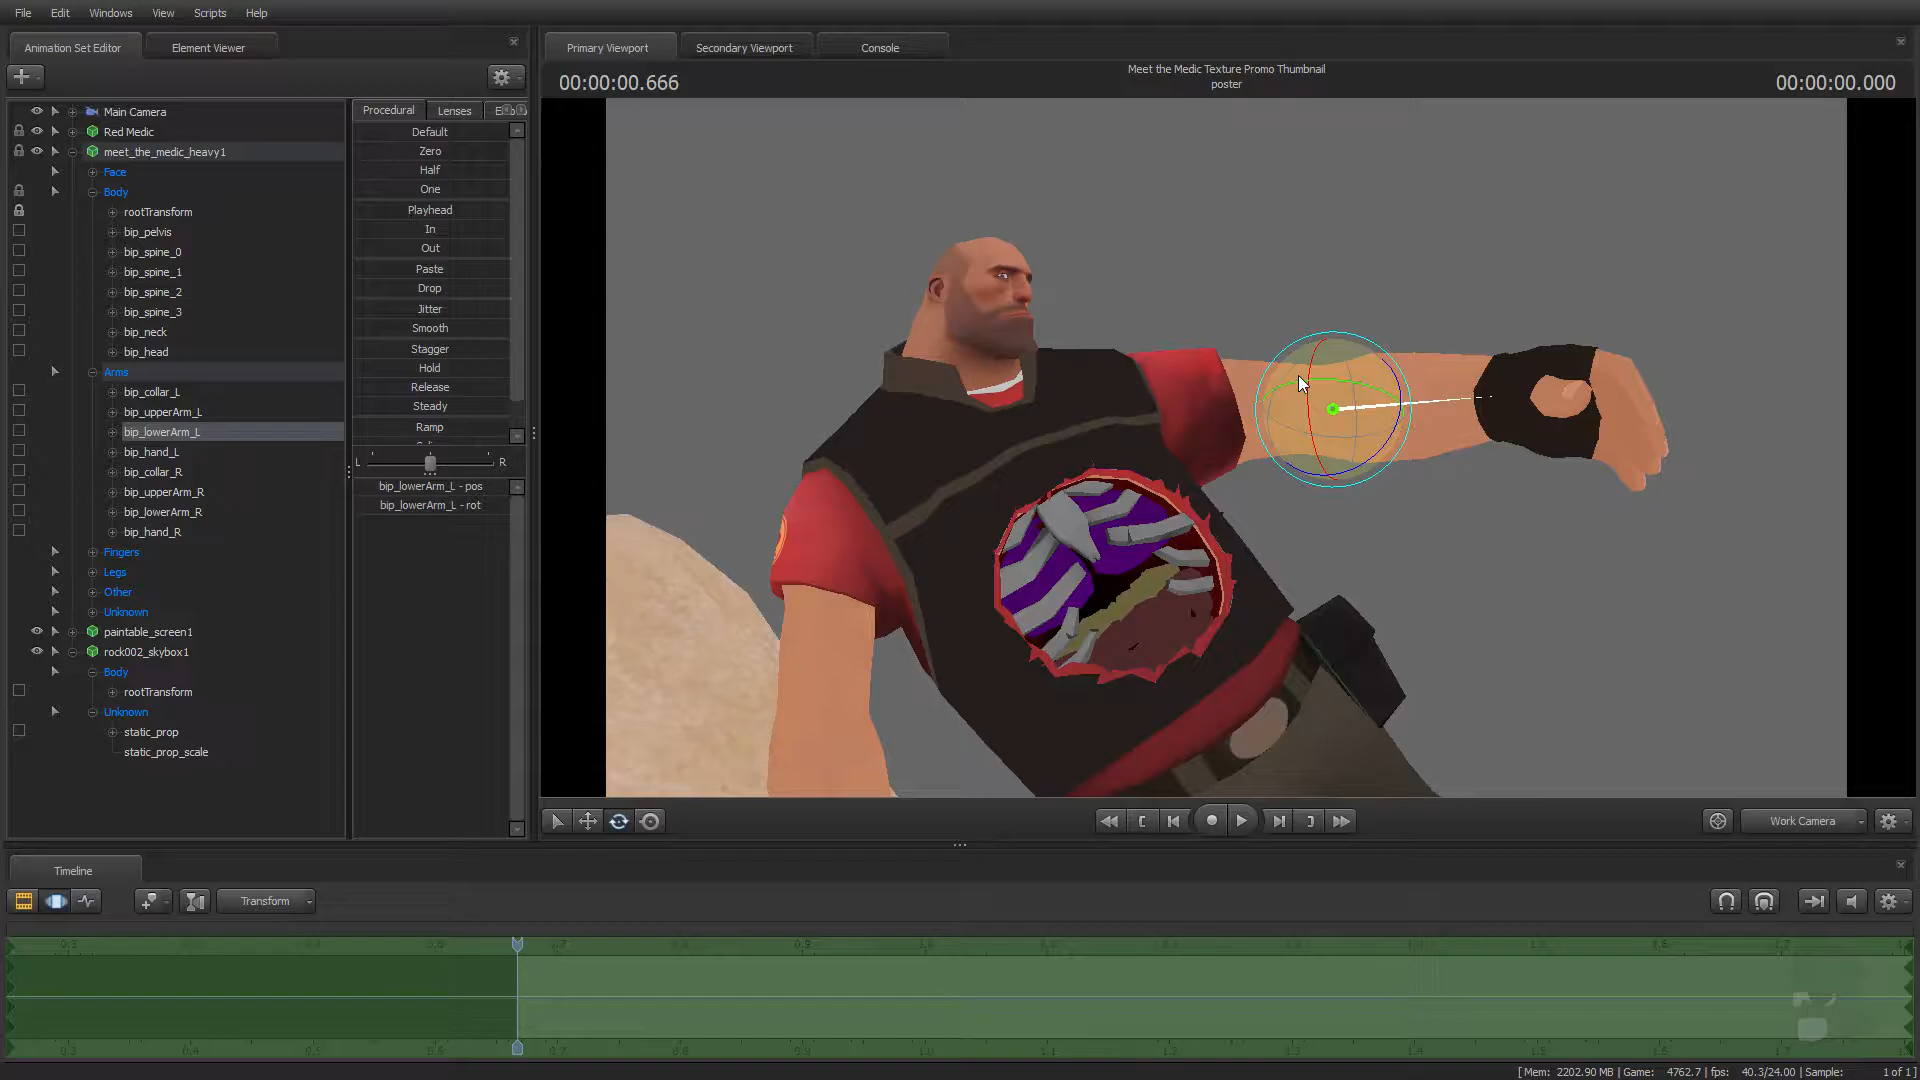 File Edit Windows View Scripts Help
Animation Set Editor Element Viewer
Primary Viewport Secondary Viewport Console
00:00:00.666
Meet the Medic Texture Promo Thumbnail
poster
00:00:00.000
Main Camera
Red Medic
meet_the_medic_heavy1
Face
Body
rootTransform
bip_pelvis
bip_spine_0
bip_spine_1
bip_spine_2
bip_spine_3
bip_neck
bip_head
Arms
bip_collar_L
bip_upperArm_L
bip_lowerArm_L
bip_hand_L
bip_collar_R
bip_upperArm_R
bip_lowerArm_R
bip_hand_R
Fingers
Legs
Other
Unknown
paintable_screen1
rock002_skybox1
Body
rootTransform
Unknown
static_prop
static_prop_scale
Procedural Lenses
Default
Zero
Half
One
Playhead
In
Out
Paste
Drop
Jitter
Smooth
Stagger
Hold
Release
Steady
Ramp
L R
bip_lowerArm_L - pos
bip_lowerArm_L - rot
Work Camera
Timeline
Transform
[ Mem: 2202.90 MB | Game: 4762.7 | fps: 40.3/24.00 | Sample: 1 of 1 ]